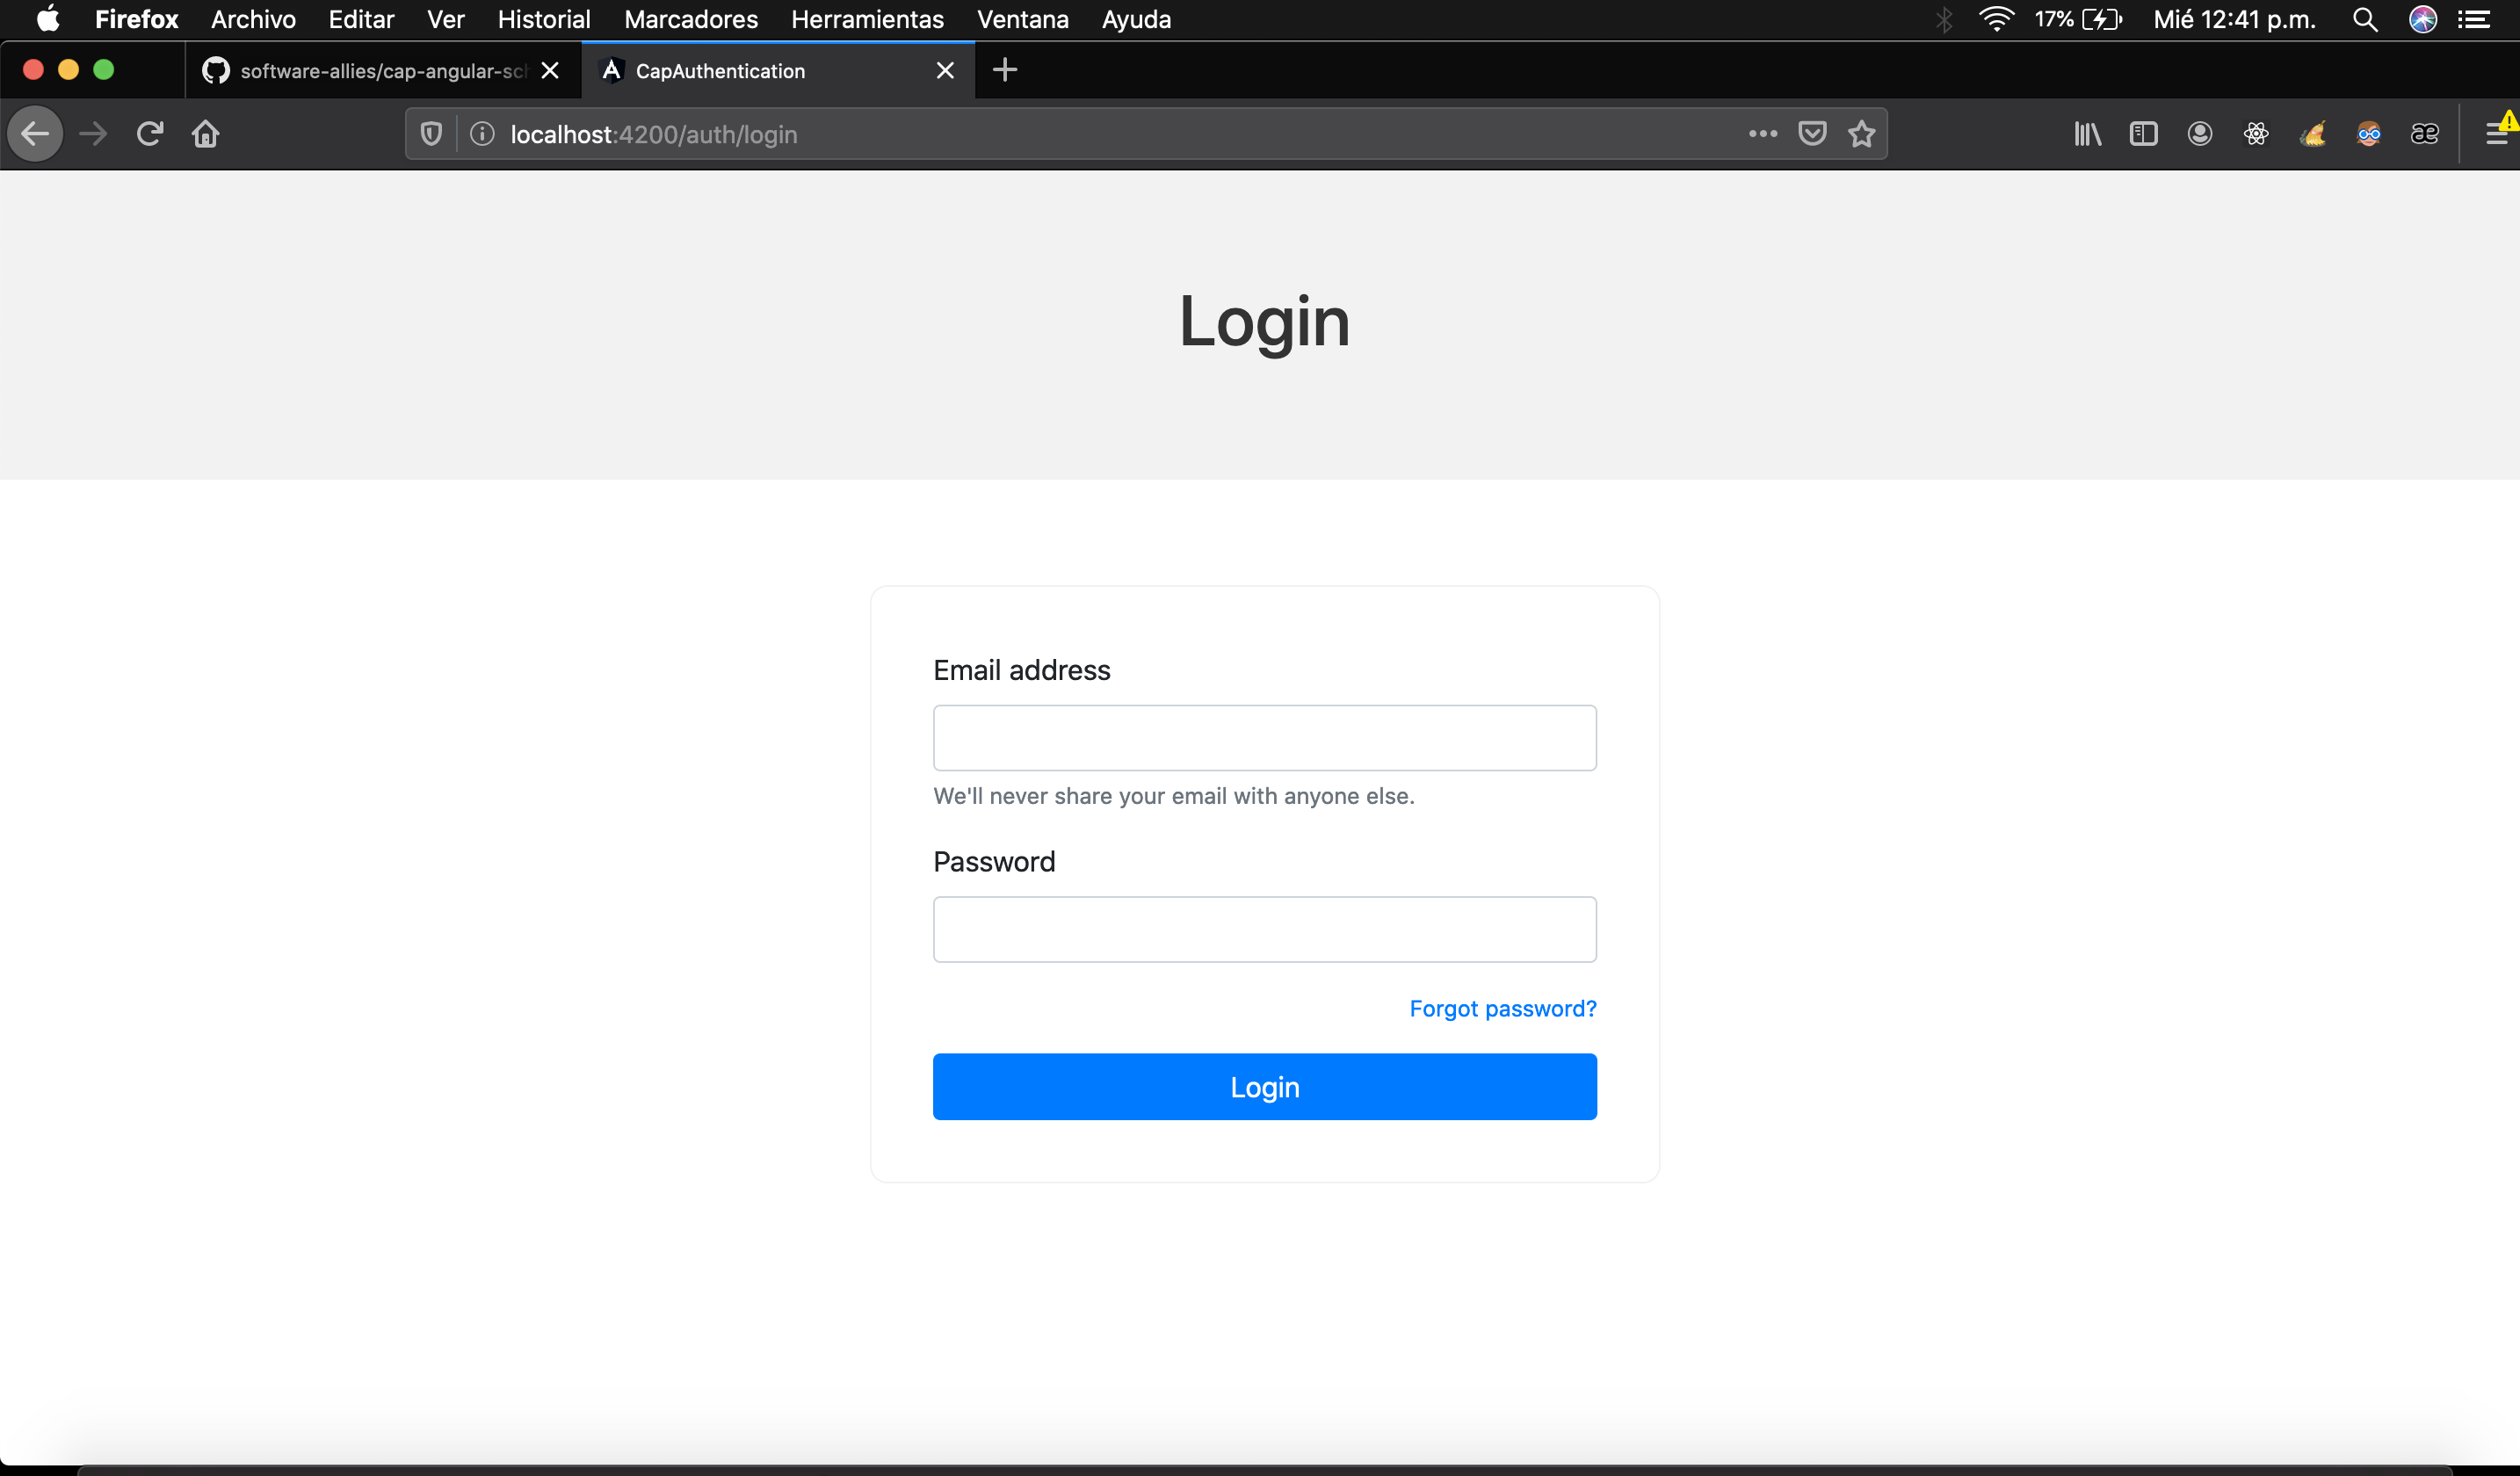 Firefox Archivo Editar Ver Historial Marcadores Herramientas Ventana Ayuda 17% Mié 12:41 p.m.
software-allies/cap-angular-sch CapAuthentication
localhost:4200/auth/login
Login
Email address
We'll never share your email with anyone else.
Password
Forgot password?
Login